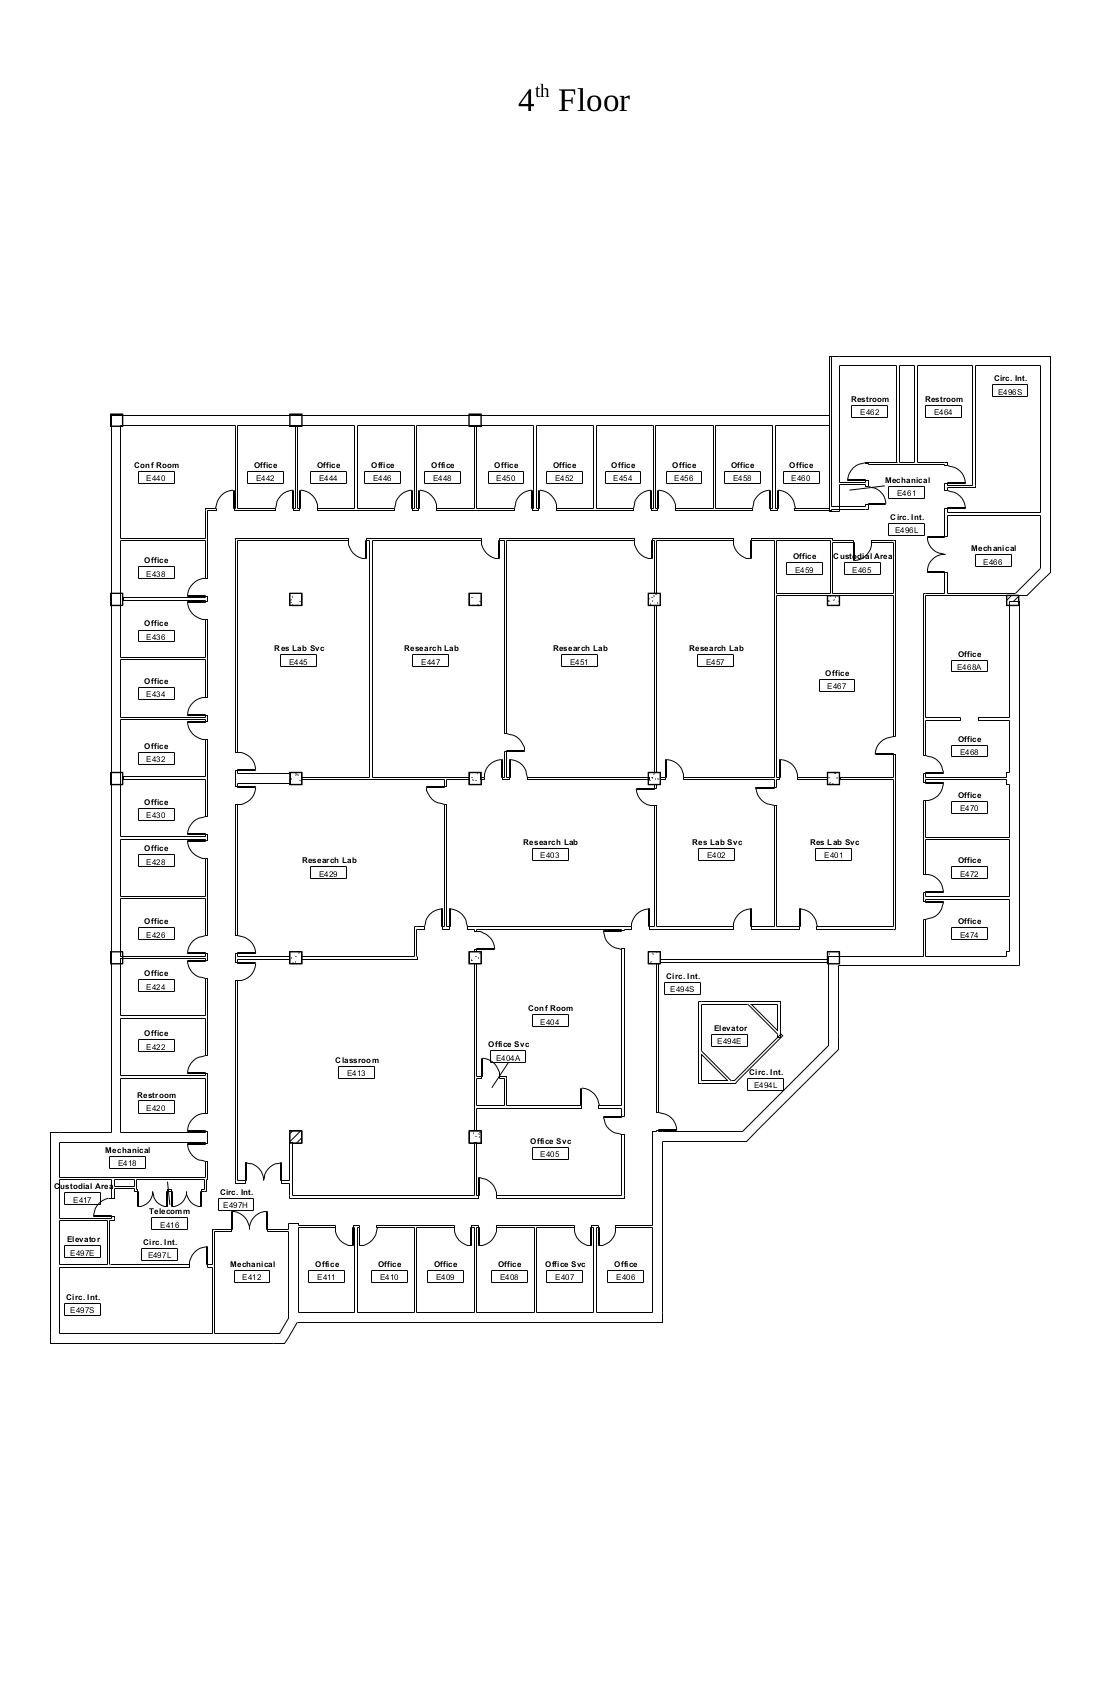 4th Floor
Circ. Int.
E496S
Restroom
E462
Restroom
E464
Conf Room
E440
Office
E442
Office
E444
Office
E446
Office
E448
Office
E450
Office
E452
Office
E454
Office
E456
Office
E458
Office
E460
Mechanical
E461
Circ. Int.
E496L
Mechanical
E466
Office
E438
Office
E459
Custodial Area
E465
Office
E436
Res Lab Svc
E445
Research Lab
E447
Research Lab
E451
Research Lab
E457
Office
E467
Office
E468A
Office
E434
Office
E432
Office
E468
Office
E430
Office
E470
Office
E428
Research Lab
E429
Research Lab
E403
Res Lab Svc
E402
Res Lab Svc
E401
Office
E472
Office
E426
Office
E474
Office
E424
Circ. Int.
E494S
Conf Room
E404
Office
E422
Elevator
E494E
Office Svc
E404A
Classroom
E413
Circ. Int.
E494L
Restroom
E420
Mechanical
E418
Office Svc
E405
Custodial Area
E417
Circ. Int.
E497H
Telecomm
E416
Elevator
E497E
Circ. Int.
E497L
Mechanical
E412
Office
E411
Office
E410
Office
E409
Office
E408
Office Svc
E407
Office
E406
Circ. Int.
E497S